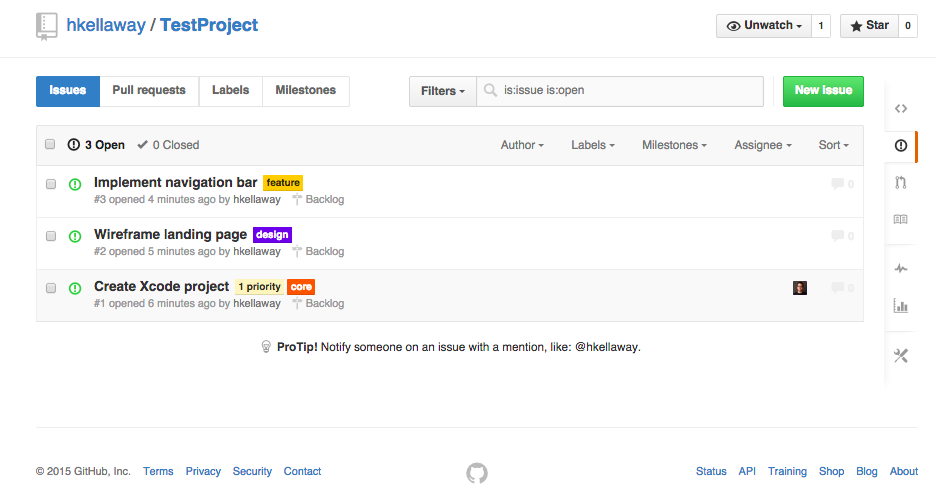 hkellaway / TestProject
Unwatch 1 Star 0
Issues Pull requests Labels Milestones Filters is:issue is:open New issue
3 Open 0 Closed Author Labels Milestones Assignee Sort
Implement navigation bar feature 0
#3 opened 4 minutes ago by hkellaway Backlog
Wireframe landing page design 0
#2 opened 5 minutes ago by hkellaway Backlog
Create Xcode project 1 priority core 0
#1 opened 6 minutes ago by hkellaway Backlog
ProTip! Notify someone on an issue with a mention, like: @hkellaway.
© 2015 GitHub, Inc. Terms Privacy Security Contact Status API Training Shop Blog About